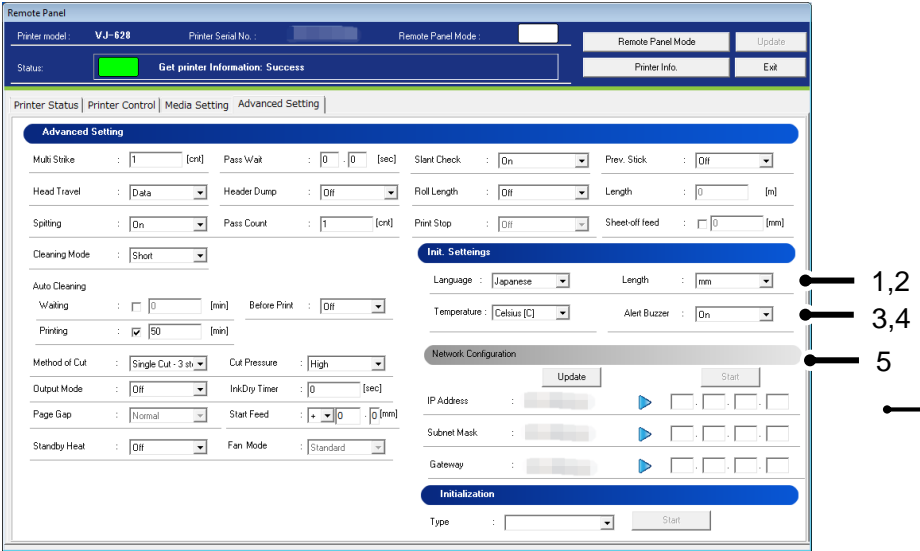 Remote Panel
Printer model : VJ-628 Printer Serial No. : Remote Panel Mode : Remote Panel Mode Update
Status: Get printer Information: Success Printer Info. Exit
Printer Status Printer Control Media Setting Advanced Setting
Advanced Setting
Multi Strike : 1 [cnt] Pass Wait : 0 . 0 [sec] Slant Check : On Prev. Stick : Off
Head Travel : Data Header Dump : Off Roll Length : Off Length : 0 [m]
Spitting : On Pass Count : 1 [cnt] Print Stop : Off Sheet-off feed : 0 [mm]
Cleaning Mode : Short
Init. Setteings
Auto Cleaning
Language : Japanese Length : mm 1,2
Waiting : 0 [min] Before Print : Off
Temperature : Celsius [C] Alert Buzzer : On 3,4
Printing : 50 [min]
Network Configuration 5
Method of Cut : Single Cut - 3 st Cut Pressure : High
Update Start
Output Mode : Off InkDry Timer : 0 [sec]
IP Address : . . .
Page Gap : Normal Start Feed : + 0 . 0 [mm]
Subnet Mask : . . .
Standby Heat : Off Fan Mode : Standard
Gateway : . . .
Initialization
Type : Start